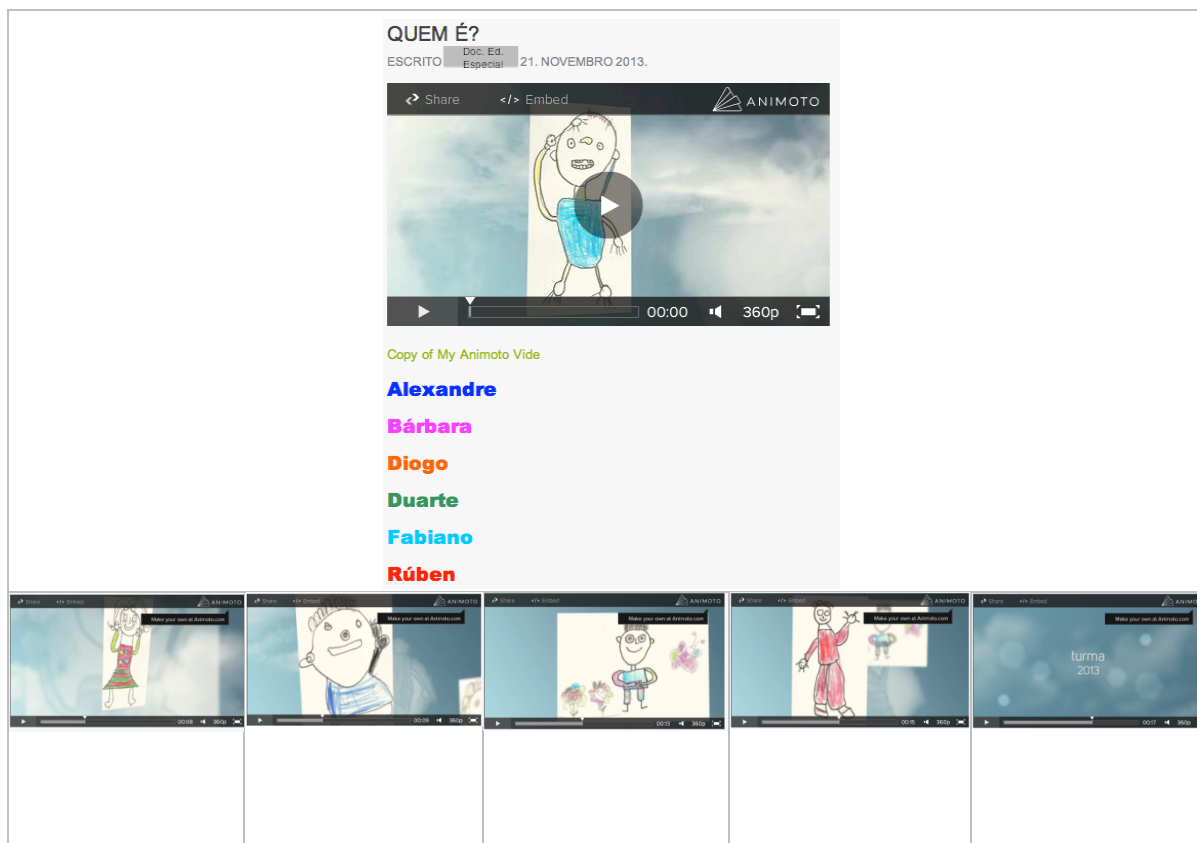 QUEM É?
ESCRITO Doc. Ed. Especial 21. NOVEMBRO 2013.
Share </> Embed ANIMOTO
00:00 360p
Copy of My Animoto Vide
Alexandre
Bárbara
Diogo
Duarte
Fabiano
Rúben
Share </> Embed ANIMOTO
Make your own at Animoto.com
00:08 360p
Share </> Embed ANIMOTO
Make your own at Animoto.com
00:09 360p
Share </> Embed ANIMOTO
Make your own at Animoto.com
00:13 360p
Share </> Embed ANIMOTO
Make your own at Animoto.com
00:15 360p
Share </> Embed ANIMO
Make your own at Animoto.com
turma
2013
00:17 360p